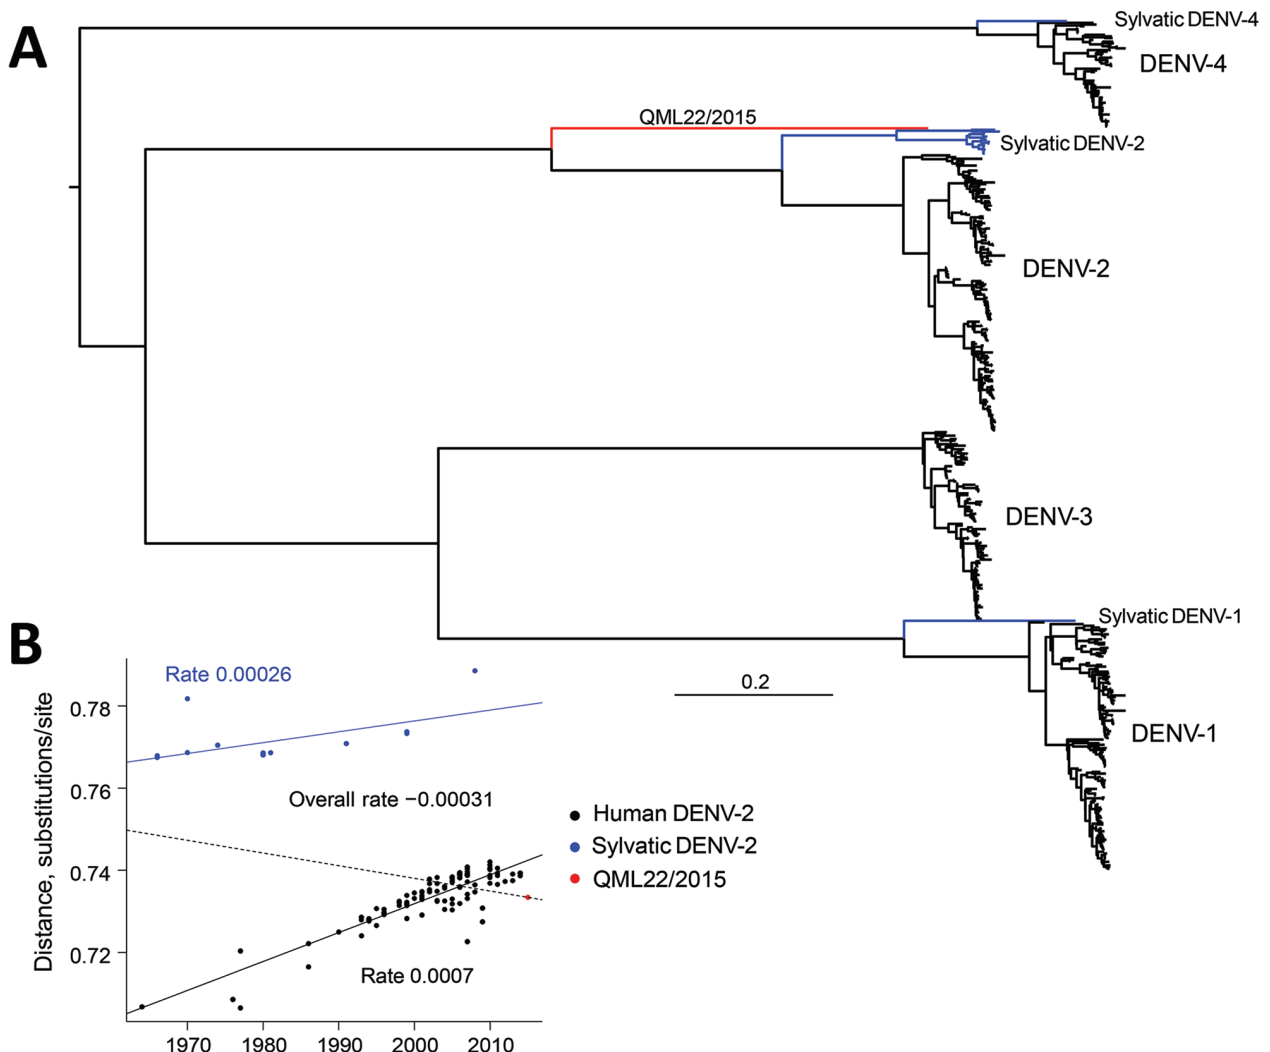 A
Sylvatic DENV-4
DENV-4
QML22/2015
Sylvatic DENV-2
DENV-2
DENV-3
Sylvatic DENV-1
DENV-1
0.2
B
Distance, substitutions/site
0.78
0.76
0.74
0.72
Rate 0.00026
Overall rate −0.00031
Rate 0.0007
1970 1980 1990 2000 2010
Human DENV-2
Sylvatic DENV-2
QML22/2015